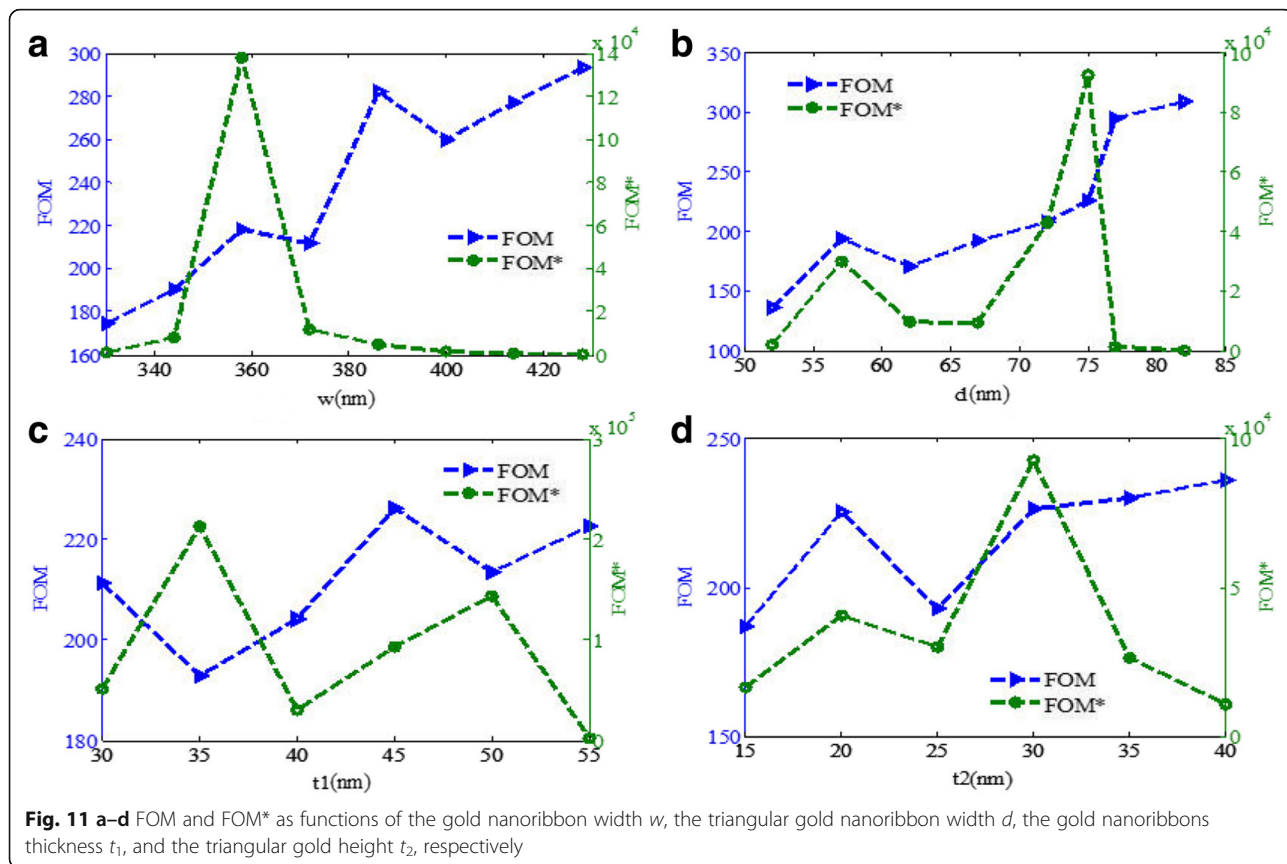 a
x 10^4
300
280
260
240
220
200
180
160
FOM
14
12
10
8
6
4
2
0
FOM*
FOM
FOM*
340 360 380 400 420
w(nm)
b
x 10^4
350
300
250
200
150
100
FOM
10
8
6
4
2
0
FOM*
FOM
FOM*
50 55 60 65 70 75 80 85
d(nm)
c
x 10^5
240
220
200
180
FOM
3
2
1
0
FOM*
FOM
FOM*
30 35 40 45 50 55
t1(nm)
d
x 10^4
250
200
150
FOM
10
5
0
FOM*
FOM
FOM*
15 20 25 30 35 40
t2(nm)
Fig. 11 a–d FOM and FOM* as functions of the gold nanoribbon width w, the triangular gold nanoribbon width d, the gold nanoribbons
thickness t₁, and the triangular gold height t₂, respectively